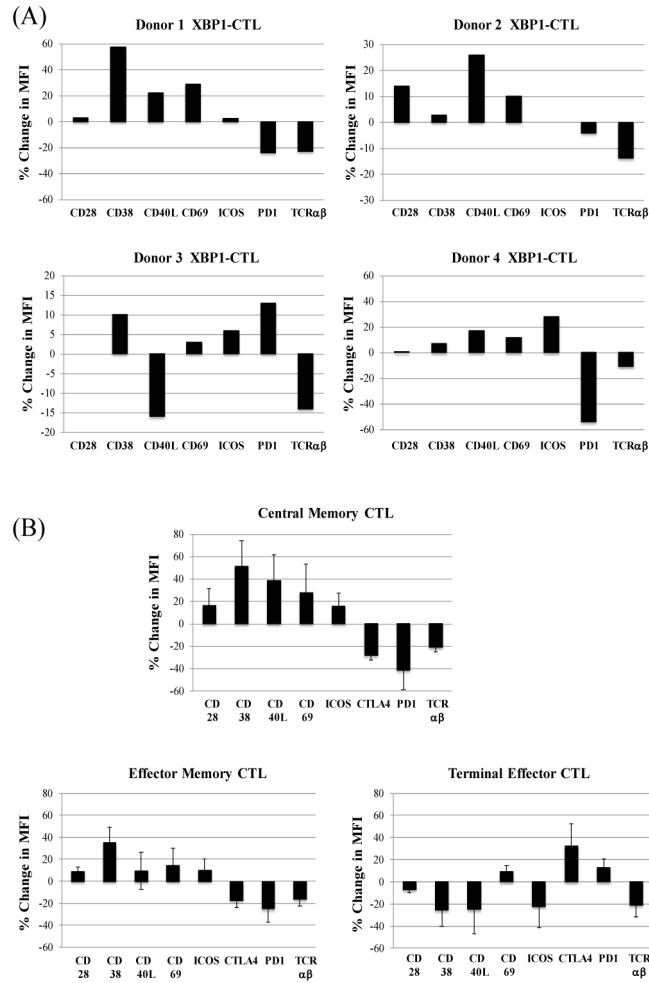 (A)
Donor 1 XBP1-CTL
% Change in MFI
60
40
20
0
-20
-40
-60
CD28 CD38 CD40L CD69 ICOS PD1 TCRαβ
Donor 2 XBP1-CTL
% Change in MFI
30
20
10
0
-10
-20
-30
CD28 CD38 CD40L CD69 ICOS PD1 TCRαβ
Donor 3 XBP1-CTL
% Change in MFI
20
15
10
5
0
-5
-10
-15
-20
CD28 CD38 CD40L CD69 ICOS PD1 TCRαβ
Donor 4 XBP1-CTL
% Change in MFI
60
40
20
0
-20
-40
-60
CD28 CD38 CD40L CD69 ICOS PD1 TCRαβ
(B)
Central Memory CTL
% Change in MFI
80
60
40
20
0
-20
-40
-60
CD CD CD CD ICOS CTLA4 PD1 TCR
28 38 40L 69 αβ
Effector Memory CTL
% Change in MFI
80
60
40
20
0
-20
-40
-60
CD CD CD CD ICOS CTLA4 PD1 TCR
28 38 40L 69 αβ
Terminal Effector CTL
% Change in MFI
80
60
40
20
0
-20
-40
-60
CD CD CD CD ICOS CTLA4 PD1 TCR
28 38 40L 69 αβ